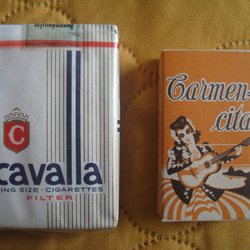 C
cavalla
KING SIZE · CIGARETTES
FILTER
Carmen-
cita